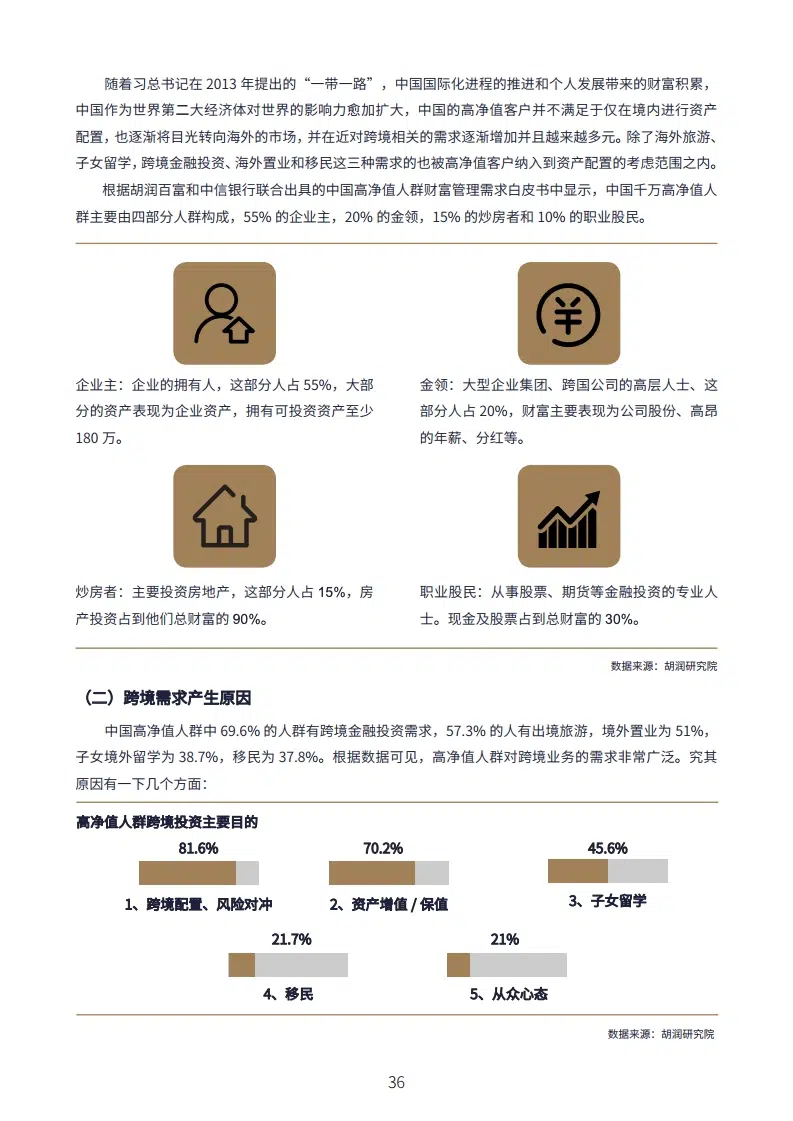 随着习总书记在 2013 年提出的“一带一路”，中国国际化进程的推进和个人发展带来的财富积累，
中国作为世界第二大经济体对世界的影响力愈加扩大，中国的高净值客户并不满足于仅在境内进行资产
配置，也逐渐将目光转向海外的市场，并在近对跨境相关的需求逐渐增加并且越来越多元。除了海外旅游、
子女留学，跨境金融投资、海外置业和移民这三种需求的也被高净值客户纳入到资产配置的考虑范围之内。
根据胡润百富和中信银行联合出具的中国高净值人群财富管理需求白皮书中显示，中国千万高净值人
群主要由四部分人群构成，55% 的企业主，20% 的金领，15% 的炒房者和 10% 的职业股民。
企业主：企业的拥有人，这部分人占 55%，大部
分的资产表现为企业资产，拥有可投资资产至少
180 万。
金领：大型企业集团、跨国公司的高层人士、这
部分人占 20%，财富主要表现为公司股份、高昂
的年薪、分红等。
炒房者：主要投资房地产，这部分人占 15%，房
产投资占到他们总财富的 90%。
职业股民：从事股票、期货等金融投资的专业人
士。现金及股票占到总财富的 30%。
数据来源：胡润研究院
（二）跨境需求产生原因
中国高净值人群中 69.6% 的人群有跨境金融投资需求，57.3% 的人有出境旅游，境外置业为 51%，
子女境外留学为 38.7%，移民为 37.8%。根据数据可见，高净值人群对跨境业务的需求非常广泛。究其
原因有一下几个方面：
高净值人群跨境投资主要目的
81.6%
1、跨境配置、风险对冲
70.2%
2、资产增值 / 保值
45.6%
3、子女留学
21.7%
4、移民
21%
5、从众心态
数据来源：胡润研究院
36